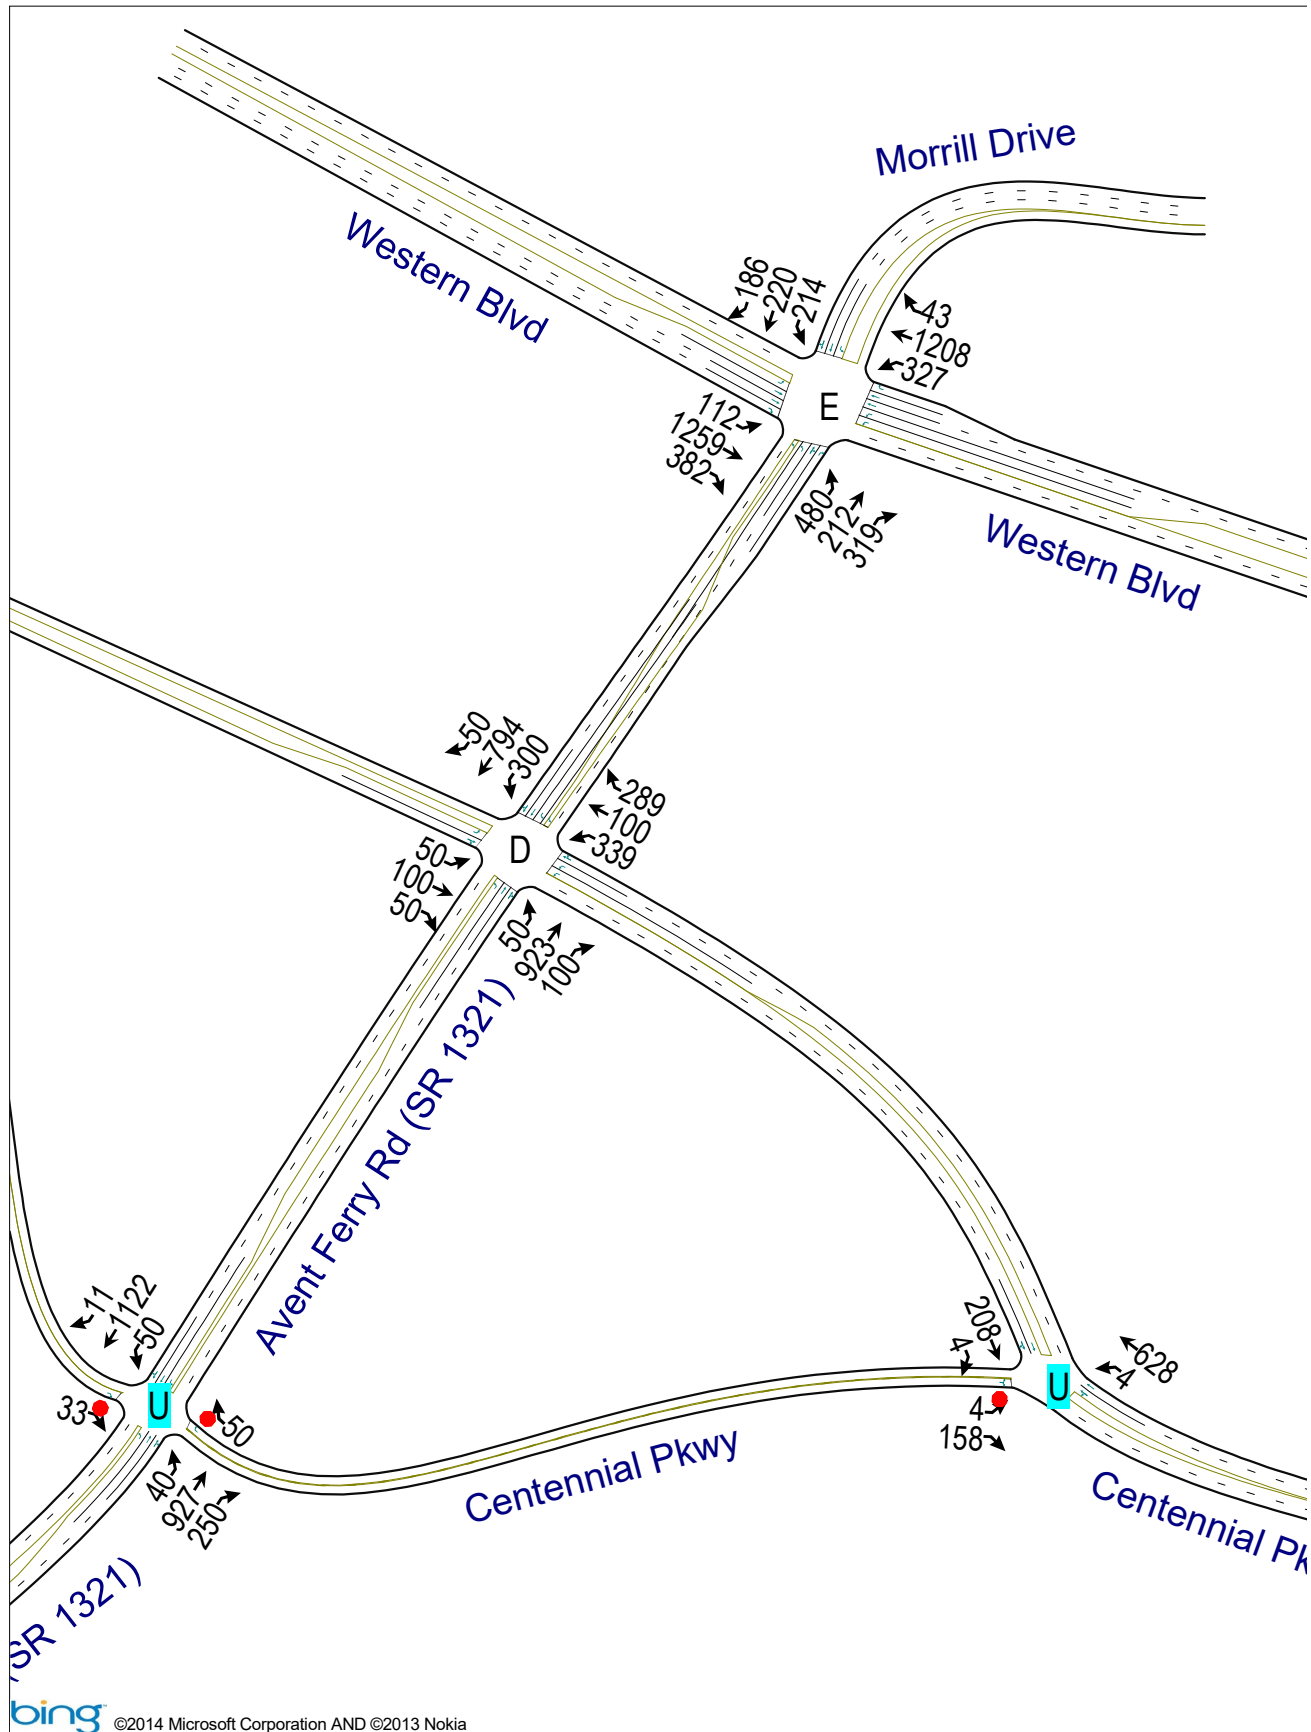 Morrill Drive
Western Blvd
186
220
214
43
1208
327
E
112
1259
382
480
212
319
Western Blvd
50
794
300
289
100
339
D
50
100
50
50
923
100
Avent Ferry Rd (SR 1321)
11
1122
50
208
4
628
4
U
U
33
50
4
158
40
927
250
Centennial Pkwy
Centennial Pk
(SR 1321)
bing
©2014 Microsoft Corporation AND ©2013 Nokia